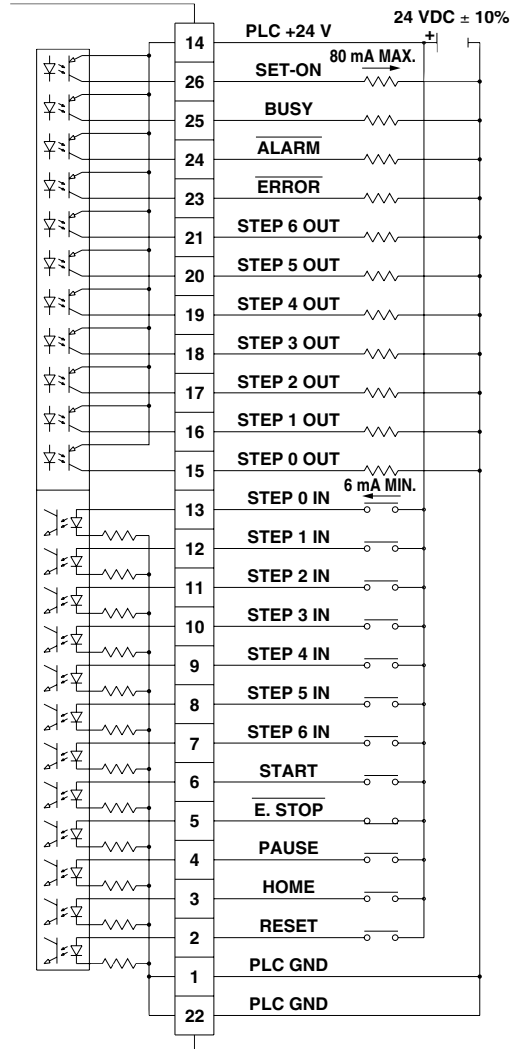 24 VDC ± 10%
+
14 PLC +24 V
80 mA MAX.
26 SET-ON
25 BUSY
24 ALARM
23 ERROR
21 STEP 6 OUT
20 STEP 5 OUT
19 STEP 4 OUT
18 STEP 3 OUT
17 STEP 2 OUT
16 STEP 1 OUT
15 STEP 0 OUT
6 mA MIN.
13 STEP 0 IN
12 STEP 1 IN
11 STEP 2 IN
10 STEP 3 IN
9 STEP 4 IN
8 STEP 5 IN
7 STEP 6 IN
6 START
5 E. STOP
4 PAUSE
3 HOME
2 RESET
1 PLC GND
22 PLC GND